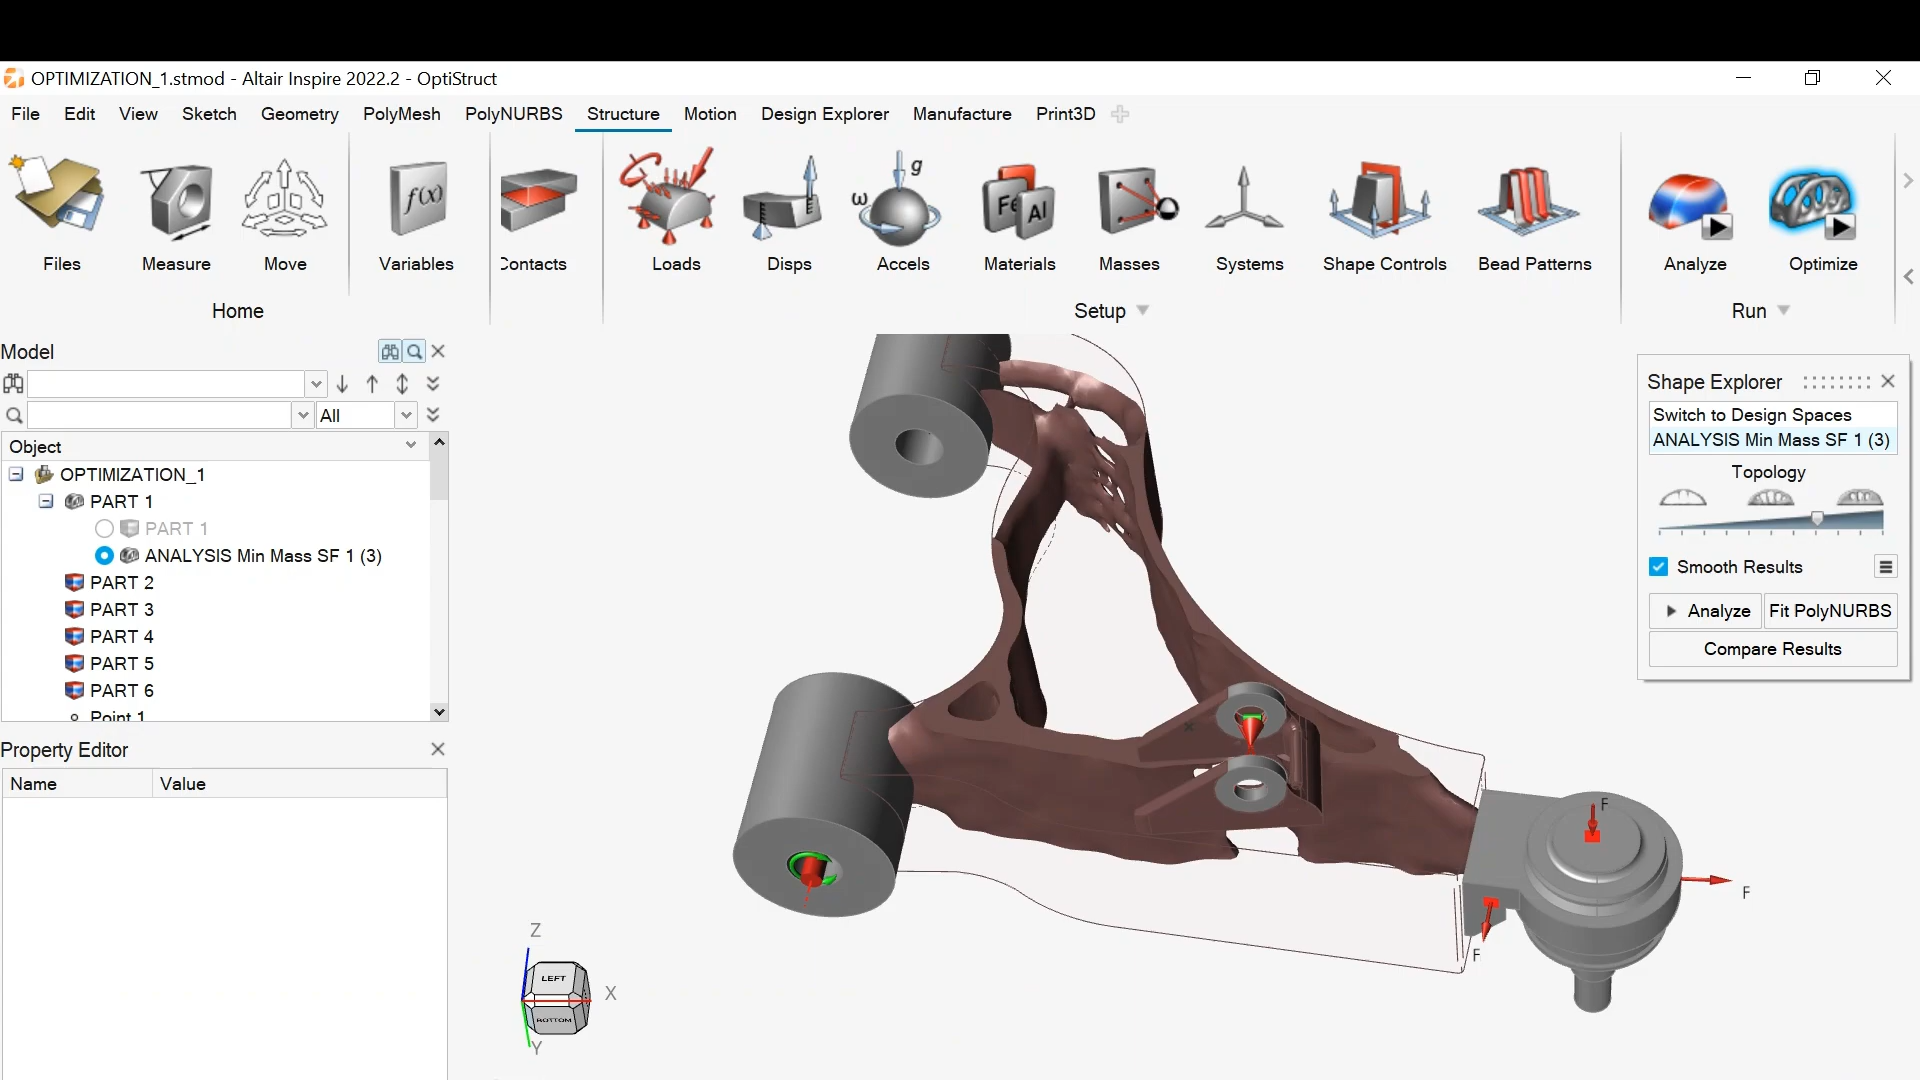 OPTIMIZATION_1.stmod - Altair Inspire 2022.2 - OptiStruct
File Edit View Sketch Geometry PolyMesh PolyNURBS Structure Motion Design Explorer Manufacture Print3D
g
ω
f(x)
Fe Al
Files Measure Move Variables Contacts Loads Disps Accels Materials Masses Systems Shape Controls Bead Patterns Analyze Optimize
Home Setup Run
Model
All
Object
OPTIMIZATION_1
PART 1
PART 1
ANALYSIS Min Mass SF 1 (3)
PART 2
PART 3
PART 4
PART 5
PART 6
Point 1
Property Editor
Name Value
Shape Explorer
Switch to Design Spaces
ANALYSIS Min Mass SF 1 (3)
Topology
Smooth Results
Analyze Fit PolyNURBS
Compare Results
F
F
F
Z
LEFT
X
BOTTOM
Y